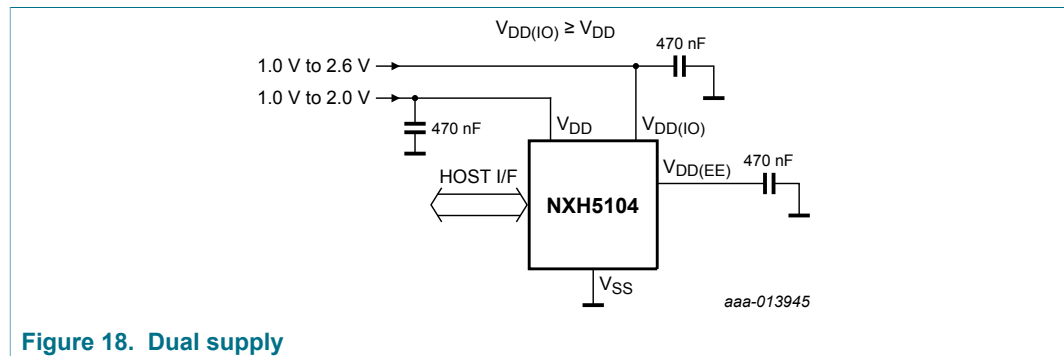 VDD(IO) ≥ VDD
470 nF
1.0 V to 2.6 V
1.0 V to 2.0 V
470 nF
VDD
VDD(IO)
VDD(EE)
470 nF
HOST I/F
NXH5104
VSS
aaa-013945
Figure 18. Dual supply